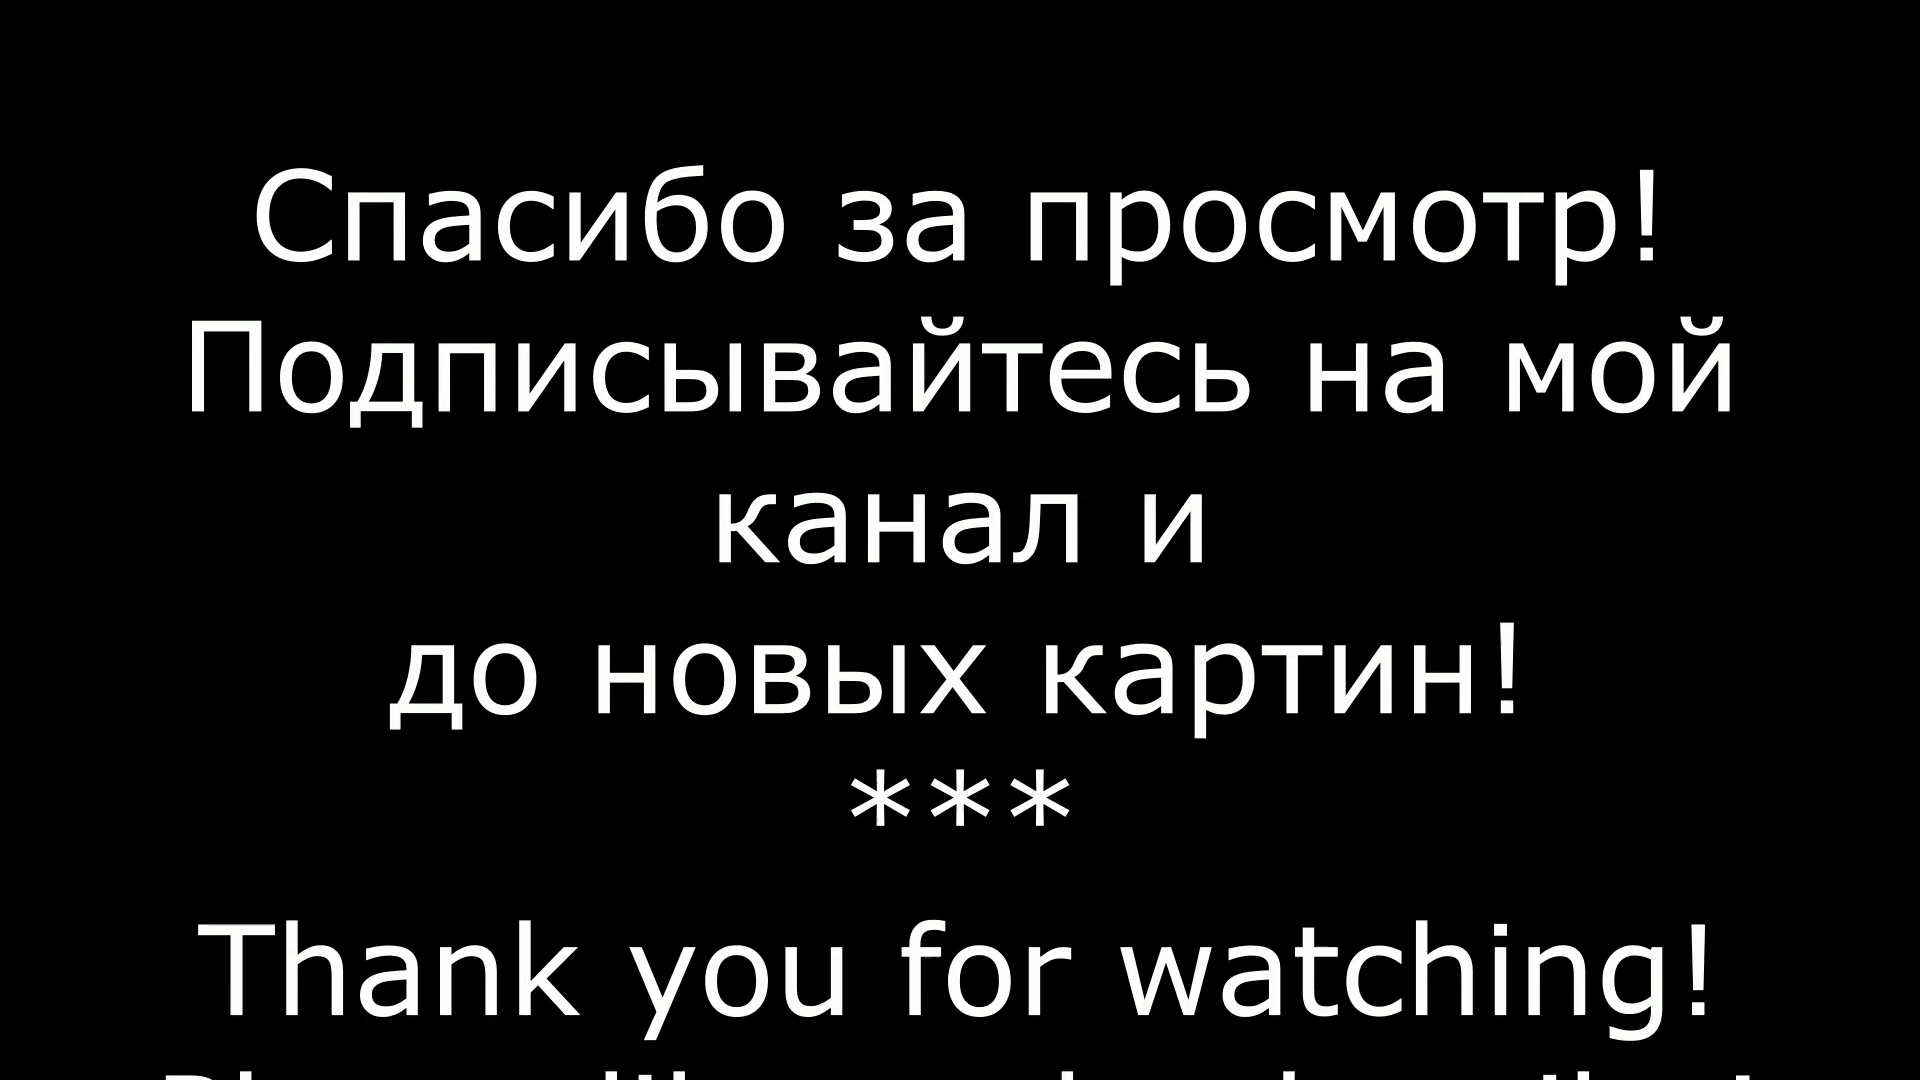 Спасибо за просмотр!
Подписывайтесь на мой
канал и
до новых картин!
***
Thank you for watching!